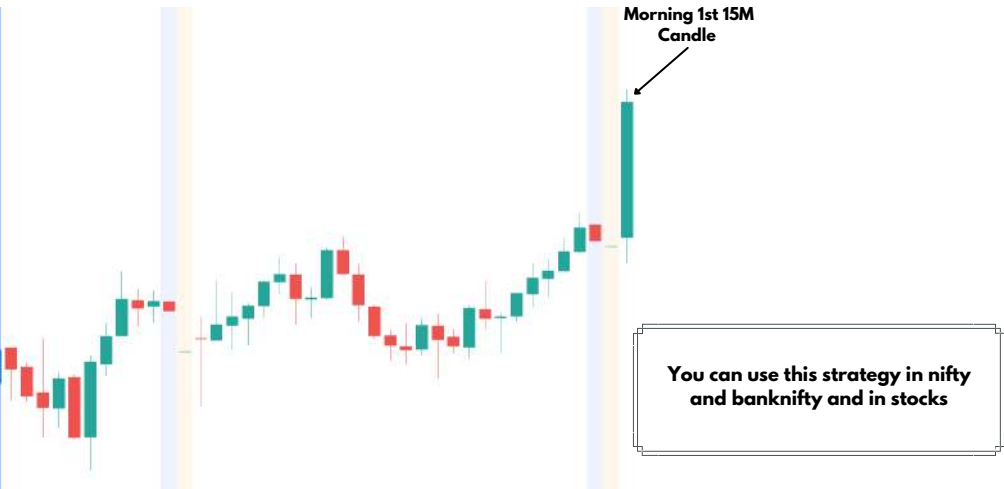 Morning 1st 15M
Candle
You can use this strategy in nifty
and banknifty and in stocks